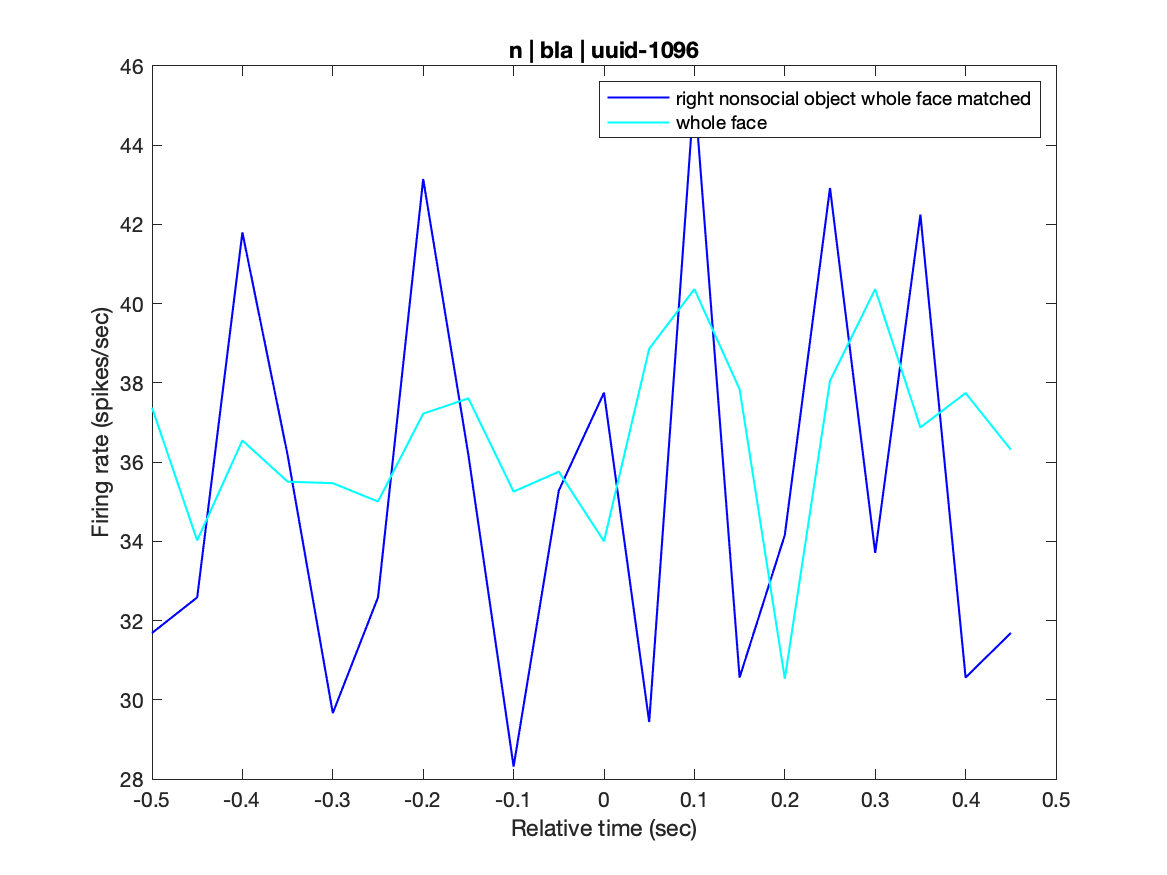 n | bla | uuid-1096
right nonsocial object whole face matched
whole face
46
44
42
40
38
36
34
32
30
28
Firing rate (spikes/sec)
-0.5 -0.4 -0.3 -0.2 -0.1 0 0.1 0.2 0.3 0.4 0.5
Relative time (sec)